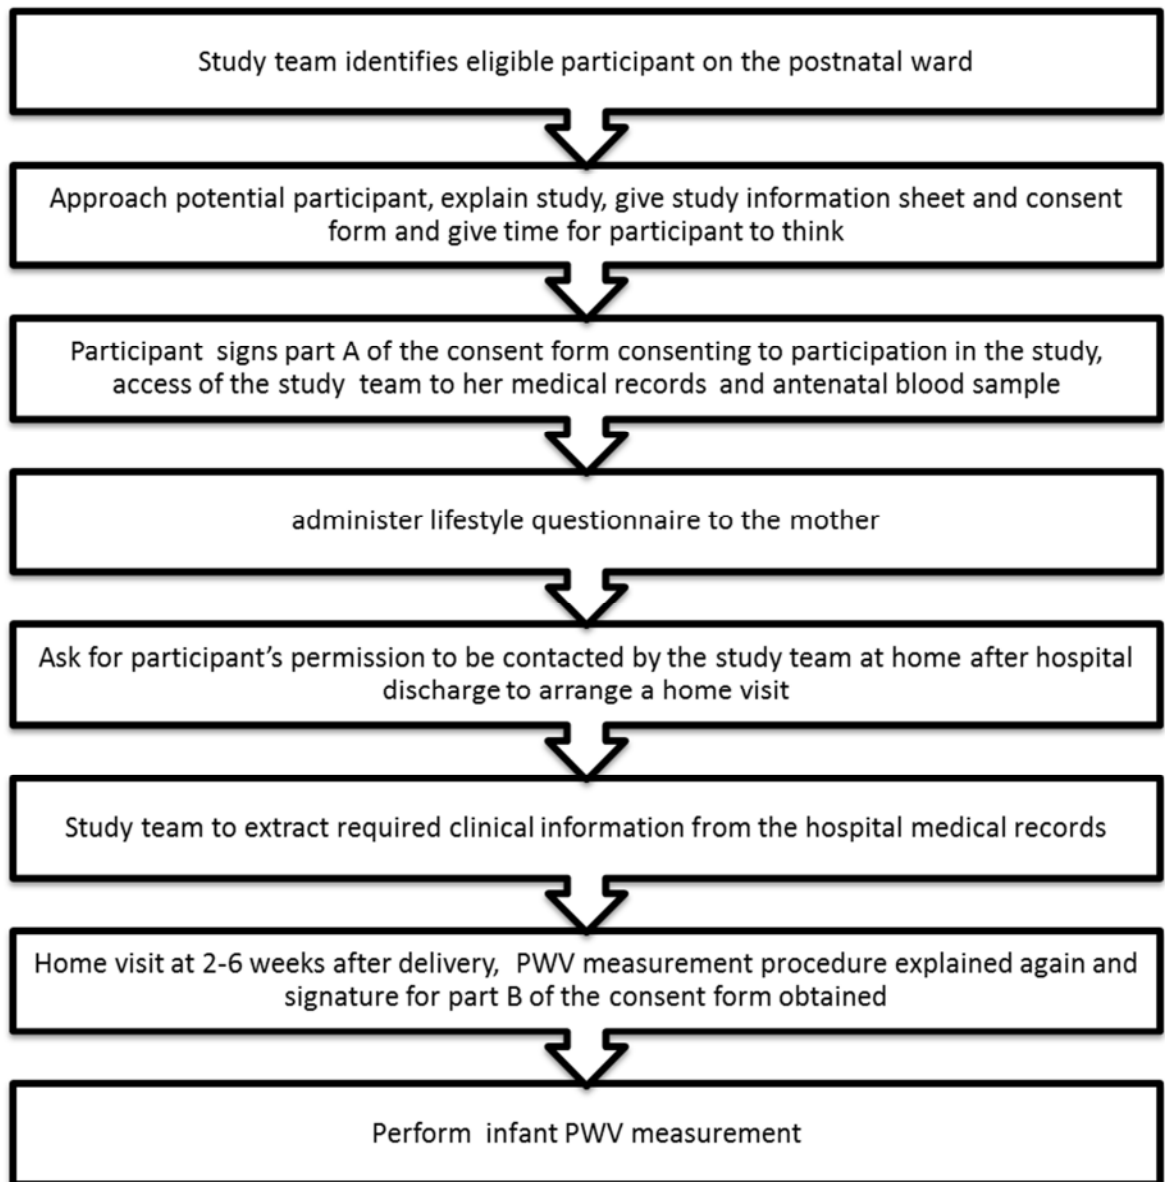 Study team identifies eligible participant on the postnatal ward
Approach potential participant, explain study, give study information sheet and consent
form and give time for participant to think
Participant signs part A of the consent form consenting to participation in the study,
access of the study team to her medical records and antenatal blood sample
administer lifestyle questionnaire to the mother
Ask for participant’s permission to be contacted by the study team at home after hospital
discharge to arrange a home visit
Study team to extract required clinical information from the hospital medical records
Home visit at 2-6 weeks after delivery, PWV measurement procedure explained again and
signature for part B of the consent form obtained
Perform infant PWV measurement